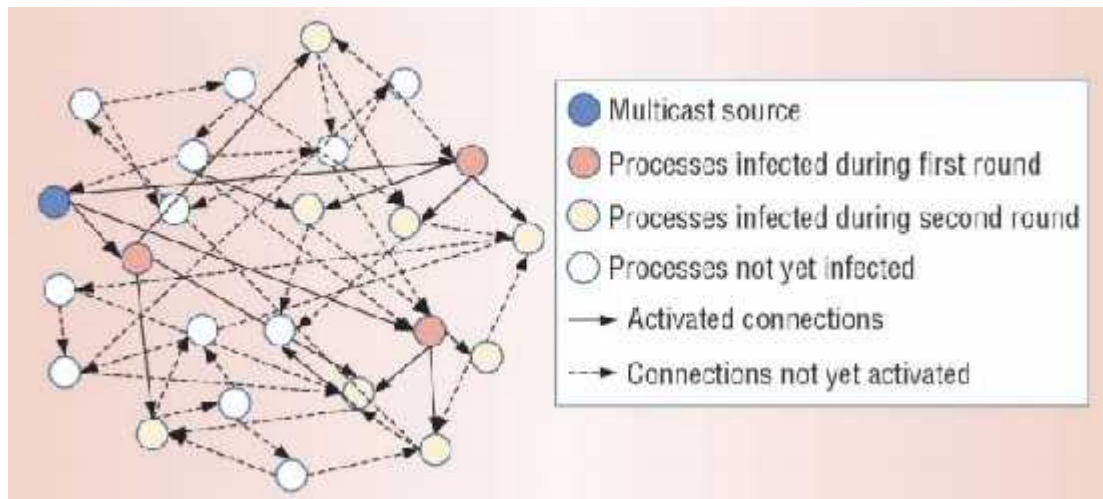 Multicast source
Processes infected during first round
Processes infected during second round
Processes not yet infected
Activated connections
Connections not yet activated